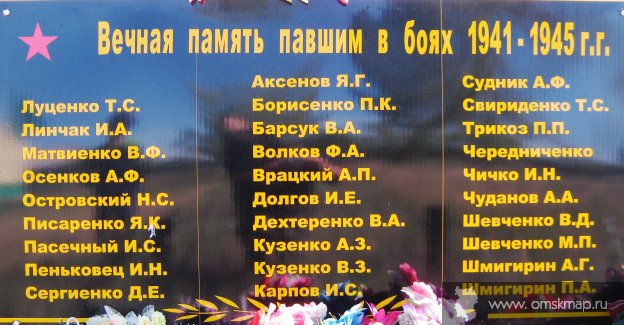 Вечная память павшим в боях 1941-1945 г.г.
Луценко Т.С.
Линчак И.А.
Матвиенко В.Ф.
Осенков А.Ф.
Островский Н.С.
Писаренко Я.К.
Пасечный И.С.
Пеньковец И.Н.
Сергиенко Д.Е.
Аксенов Я.Г.
Борисенко П.К.
Барсук В.А.
Волков Ф.А.
Врацкий А.П.
Долгов И.Е.
Дехтеренко В.А.
Кузенко А.З.
Кузенко В.З.
Карпов И.С.
Судник А.Ф.
Свириденко Т.С.
Трикоз П.П.
Чередниченко
Чичко И.Н.
Чуданов А.А.
Шевченко В.Д.
Шевченко М.П.
Шмигирин А.Г.
Шмигирин П.А.
www.omskmap.ru